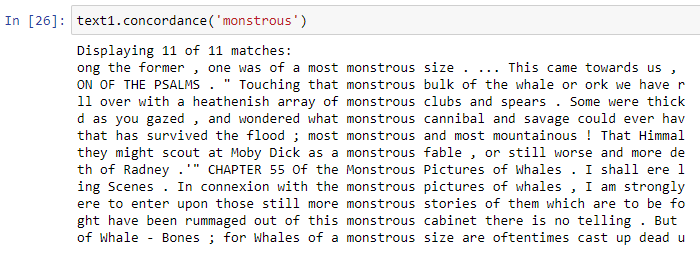 In [26]: text1.concordance('monstrous')
Displaying 11 of 11 matches:
ong the former , one was of a most monstrous size . ... This came towards us ,
ON OF THE PSALMS . " Touching that monstrous bulk of the whale or ork we have r
ll over with a heathenish array of monstrous clubs and spears . Some were thick
d as you gazed , and wondered what monstrous cannibal and savage could ever hav
that has survived the flood ; most monstrous and most mountainous ! That Himmal
they might scout at Moby Dick as a monstrous fable , or still worse and more de
th of Radney .'" CHAPTER 55 Of the Monstrous Pictures of Whales . I shall ere l
ing Scenes . In connexion with the monstrous pictures of whales , I am strongly
ere to enter upon those still more monstrous stories of them which are to be fo
ght have been rummaged out of this monstrous cabinet there is no telling . But
of Whale - Bones ; for Whales of a monstrous size are oftentimes cast up dead u